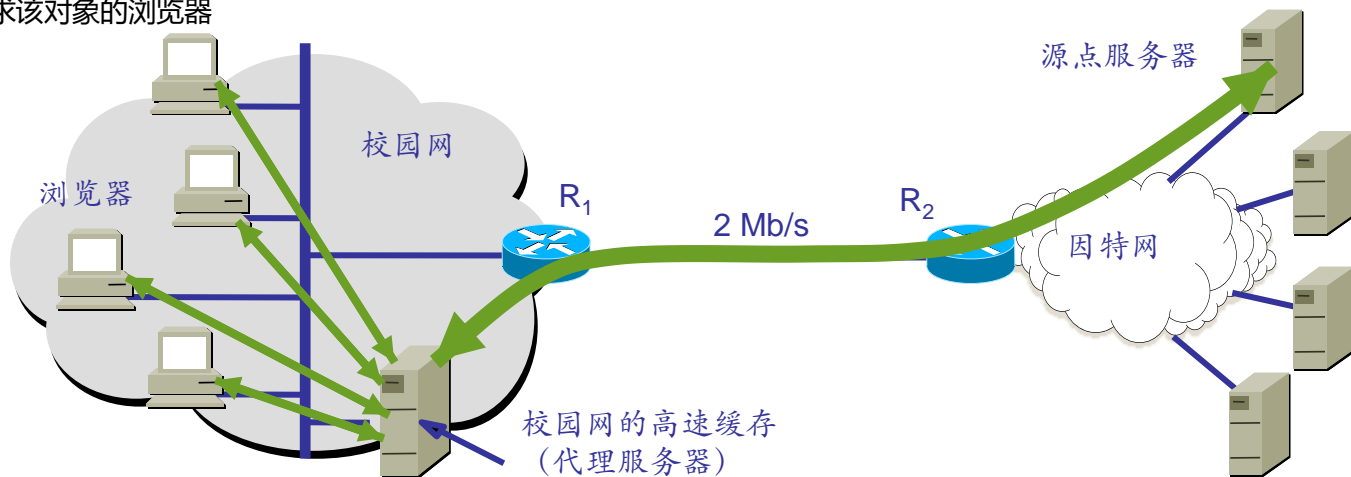 求该对象的浏览器
源点服务器
校园网
浏览器
R₁
2 Mb/s
R₂
因特网
校园网的高速缓存
（代理服务器）